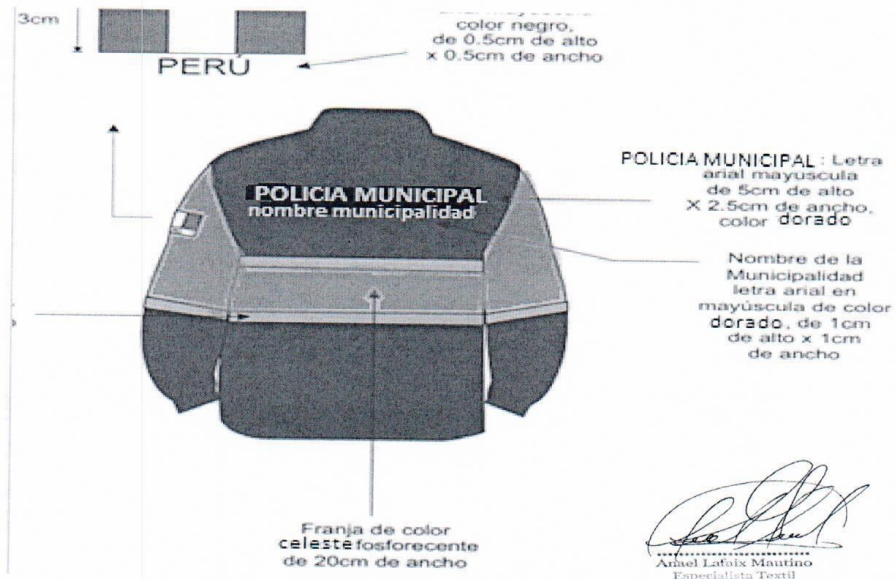 3cm
color negro,
de 0.5cm de alto
x 0.5cm de ancho
PERÚ
POLICIA MUNICIPAL
nombre municipalidad
POLICIA MUNICIPAL : Letra
arial mayuscula
de 5cm de alto
X 2.5cm de ancho,
color dorado
Nombre de la
Municipalidad
letra arial en
mayúscula de color
dorado, de 1cm
de alto x 1cm
de ancho
Franja de color
celeste fosforecente
de 20cm de ancho
Anael Lafoix Mautino
Especialista Textil